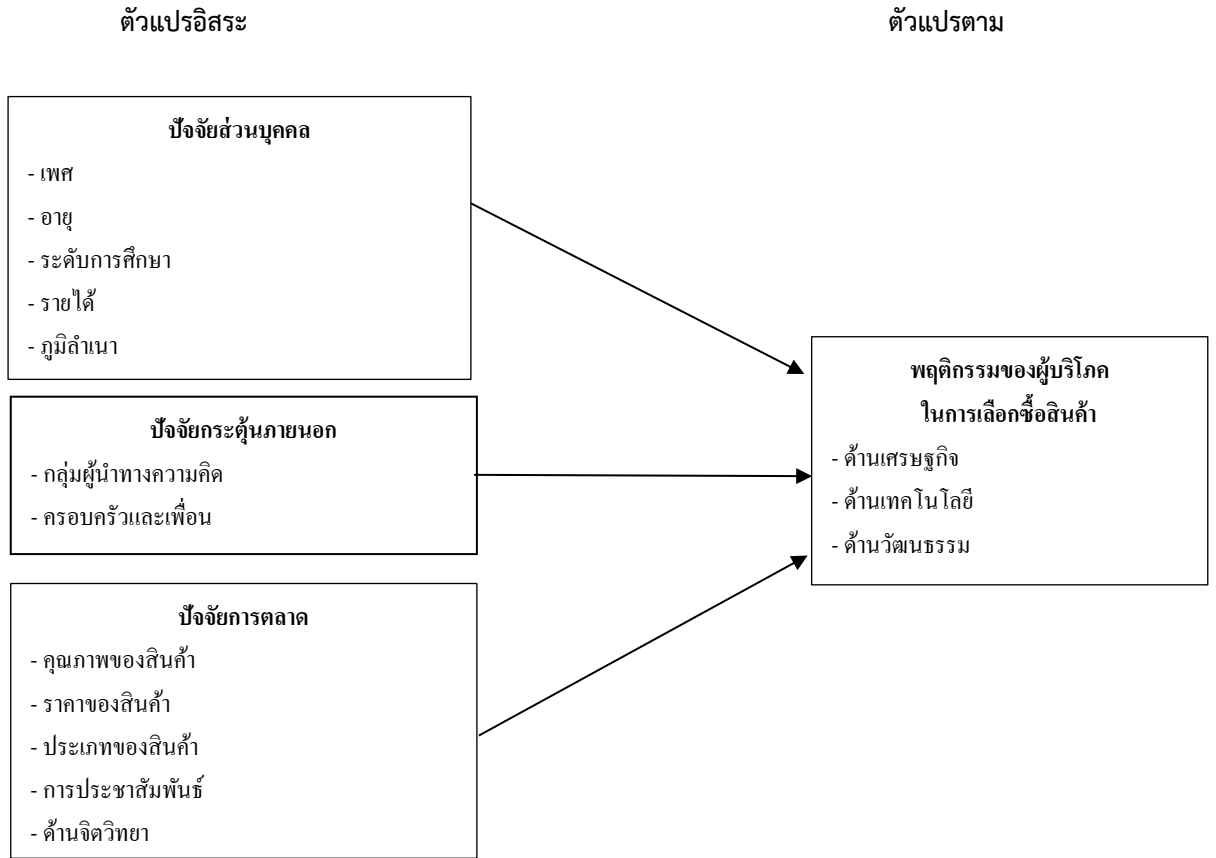 ตัวแปรอิสระ
ตัวแปรตาม
ปัจจัยส่วนบุคคล
- เพศ
- อายุ
- ระดับการศึกษา
- รายได้
- ภูมิลำเนา
ปัจจัยกระตุ้นภายนอก
- กลุ่มผู้นำทางความคิด
- ครอบครัวและเพื่อน
ปัจจัยการตลาด
- คุณภาพของสินค้า
- ราคาของสินค้า
- ประเภทของสินค้า
- การประชาสัมพันธ์
- ด้านจิตวิทยา
พฤติกรรมของผู้บริโภค
ในการเลือกซื้อสินค้า
- ด้านเศรษฐกิจ
- ด้านเทคโนโลยี
- ด้านวัฒนธรรม